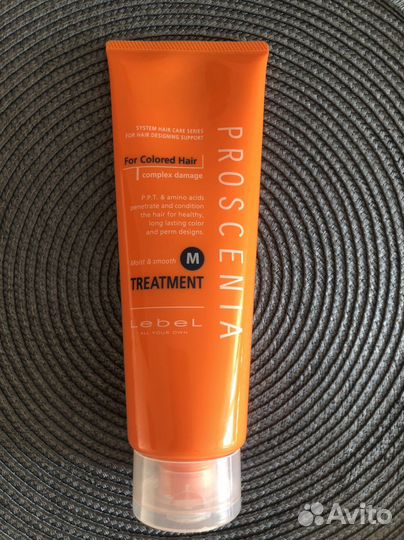 SYSTEM HAIR CARE SERIES
FOR HAIR DESIGNING SUPPORT
For Colored Hair
complex damage
P.P.T. & amino acids
penetrate and condition
the hair for healthy,
long lasting color
and perm designs.
Moist & smooth M
TREATMENT
LebeL
ALL YOUR OWN
PROSCENTA
Avito